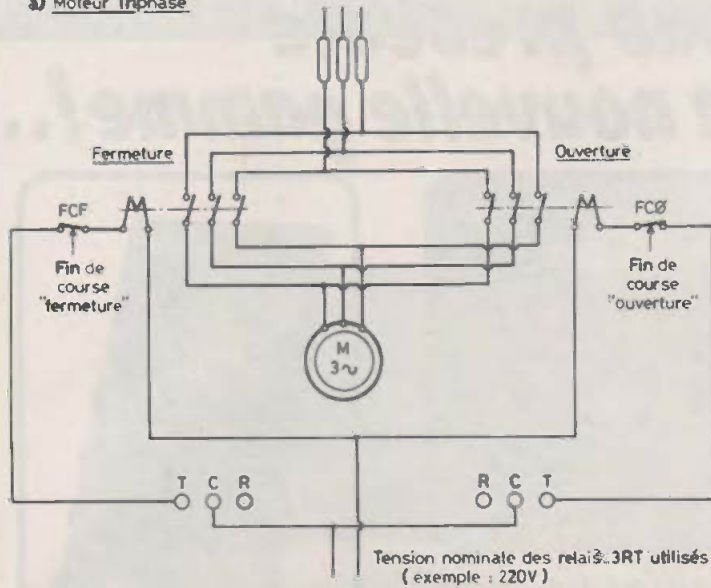 a) Moteur Triphasé
Fermeture
Ouverture
FCF
FCØ
Fin de
course
"fermeture"
Fin de
course
"ouverture"
M
3~
T C R
R C T
Tension nominale des relais 3RT utilisés
( exemple : 220V )